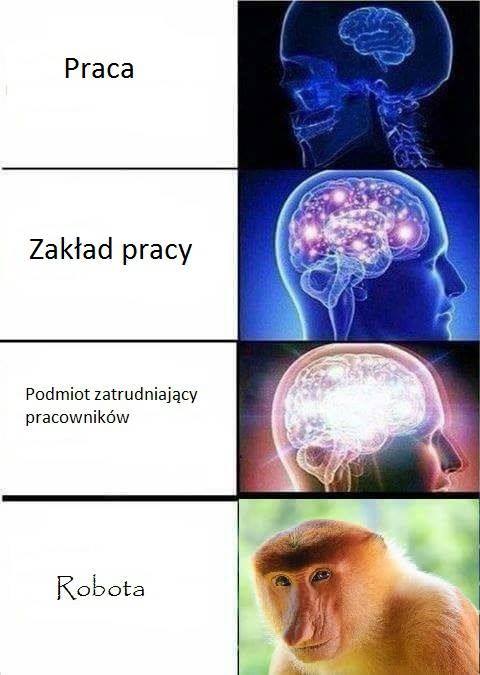 Praca
Zakład pracy
Podmiot zatrudniający
pracowników
Robota